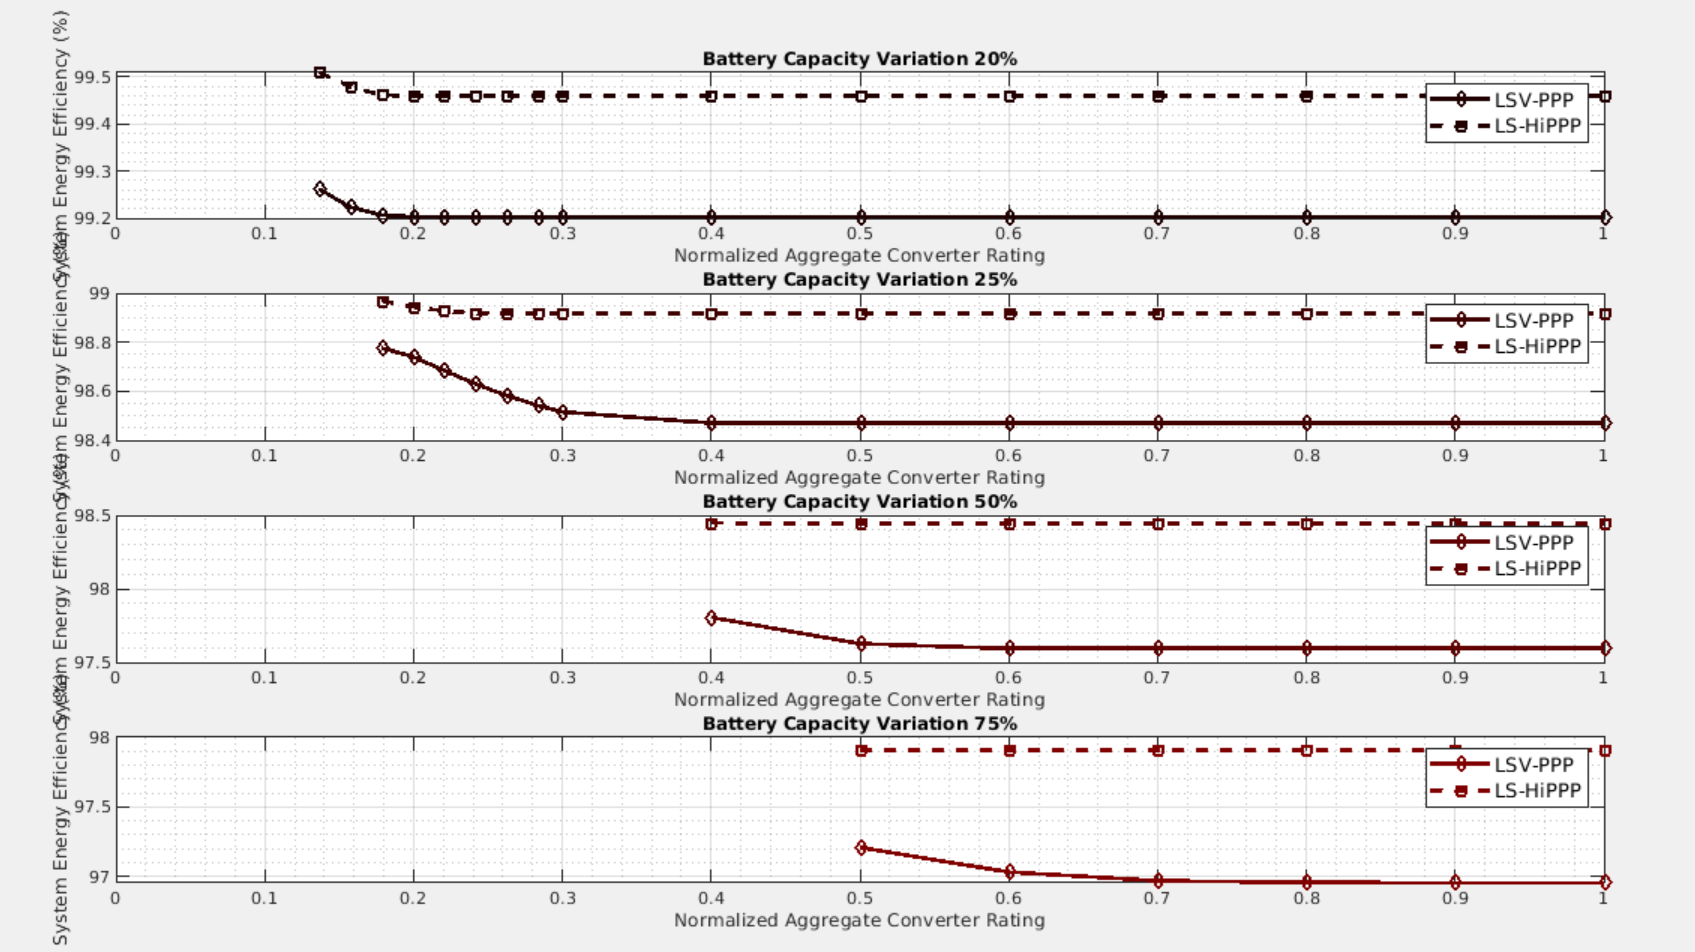 Battery Capacity Variation 20%
System Energy Efficiency (%)
99.5
99.4
99.3
99.2
LSV-PPP
LS-HiPPP
0 0.1 0.2 0.3 0.4 0.5 0.6 0.7 0.8 0.9 1
Normalized Aggregate Converter Rating
Battery Capacity Variation 25%
System Energy Efficiency (%)
99
98.8
98.6
98.4
LSV-PPP
LS-HiPPP
0 0.1 0.2 0.3 0.4 0.5 0.6 0.7 0.8 0.9 1
Normalized Aggregate Converter Rating
Battery Capacity Variation 50%
System Energy Efficiency (%)
98.5
98
97.5
LSV-PPP
LS-HiPPP
0 0.1 0.2 0.3 0.4 0.5 0.6 0.7 0.8 0.9 1
Normalized Aggregate Converter Rating
Battery Capacity Variation 75%
System Energy Efficiency (%)
98
97.5
97
LSV-PPP
LS-HiPPP
0 0.1 0.2 0.3 0.4 0.5 0.6 0.7 0.8 0.9 1
Normalized Aggregate Converter Rating